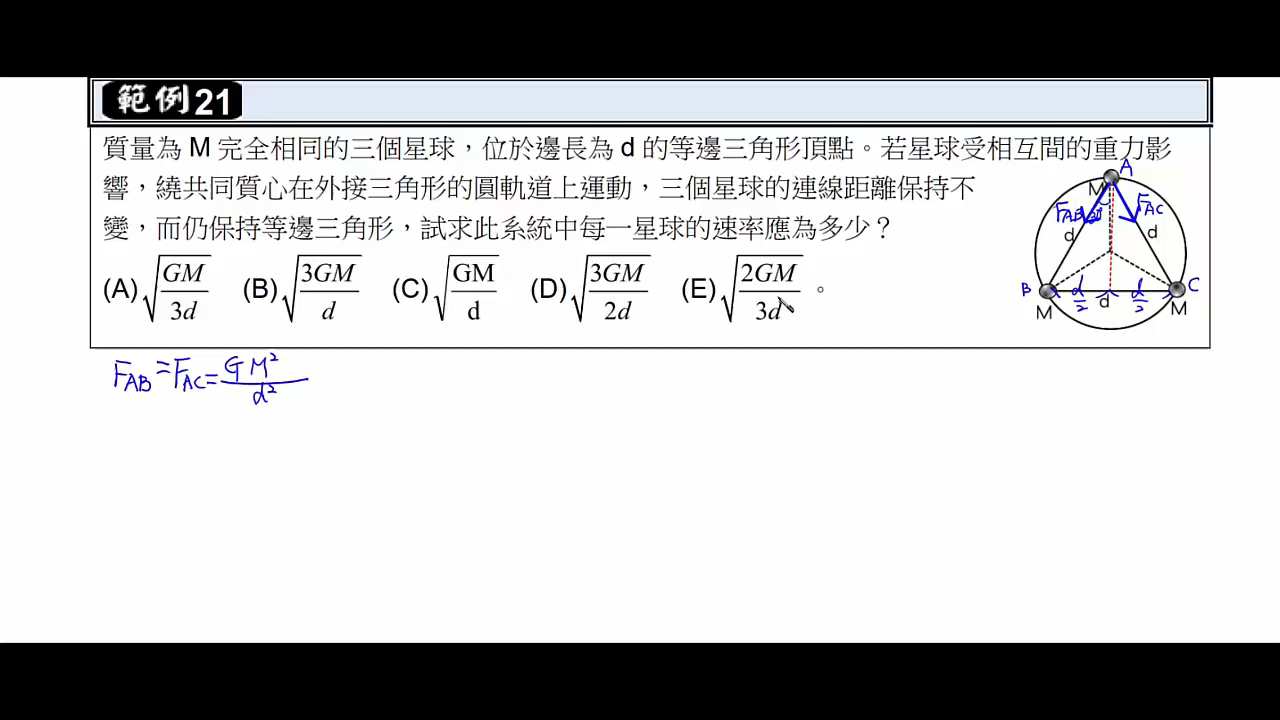 範例21
質量為 M 完全相同的三個星球，位於邊長為 d 的等邊三角形頂點。若星球受相互間的重力影
響，繞共同質心在外接三角形的圓軌道上運動，三個星球的連線距離保持不
變，而仍保持等邊三角形，試求此系統中每一星球的速率應為多少？
(A) √(GM/3d) (B) √(3GM/d) (C) √(GM/d) (D) √(3GM/2d) (E) √(2GM/3d) 。
A
M
F_AB 30° F_AC
d d
B d/2 d/2 C
M d M
F_AB = F_AC = GM²/d²